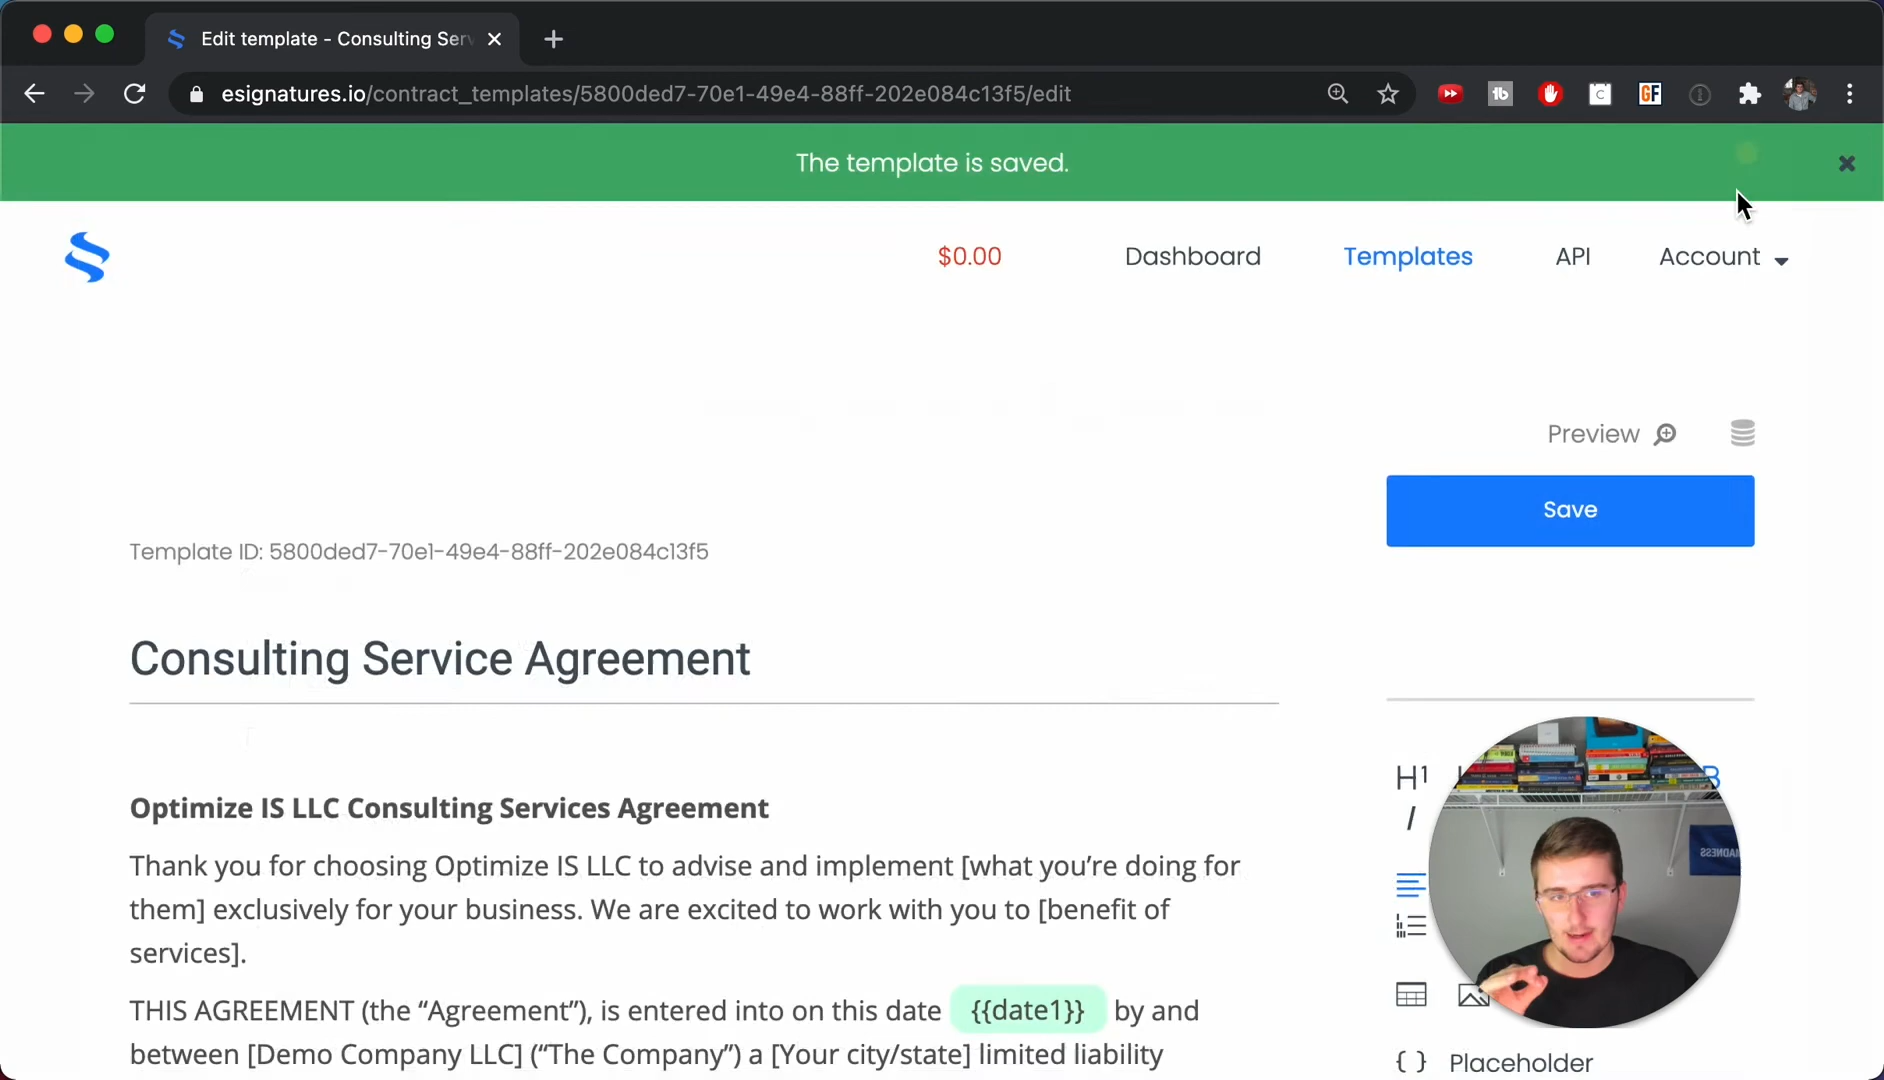 Edit template - Consulting Ser
esignatures.io/contract_templates/5800ded7-70e1-49e4-88ff-202e084c13f5/edit
The template is saved.
$0.00
Dashboard
Templates
API
Account
Preview
Save
Template ID: 5800ded7-70e1-49e4-88ff-202e084c13f5
Consulting Service Agreement
H1
B
I
Optimize IS LLC Consulting Services Agreement
Thank you for choosing Optimize IS LLC to advise and implement [what you’re doing for
them] exclusively for your business. We are excited to work with you to [benefit of
services].
THIS AGREEMENT (the “Agreement”), is entered into on this date {{date1}} by and
between [Demo Company LLC] (“The Company”) a [Your city/state] limited liability
{ } Placeholder